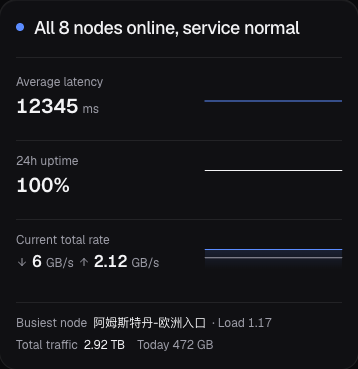 All 8 nodes online, service normal
Average latency
12345 ms
24h uptime
100%
Current total rate
↓ 6 GB/s ↑ 2.12 GB/s
Busiest node 阿姆斯特丹-欧洲入口 · Load 1.17
Total traffic 2.92 TB Today 472 GB